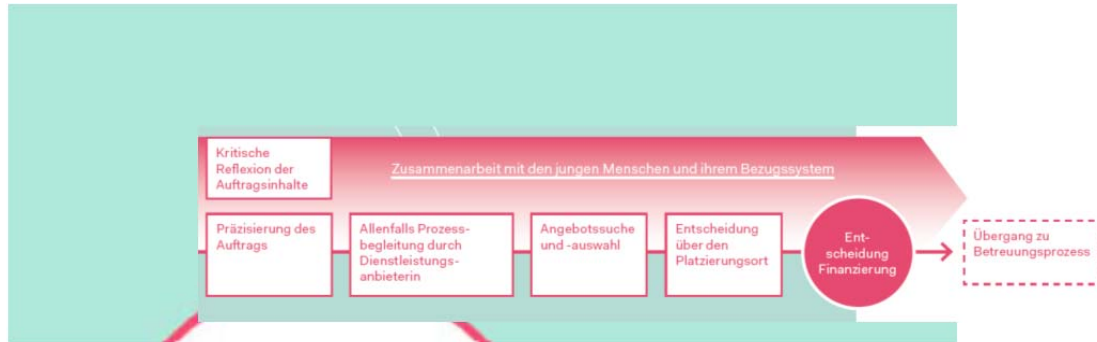 Kritische
Reflexion der
Auftragsinhalte
Zusammenarbeit mit den jungen Menschen und ihrem Bezugssystem
Präzisierung des
Auftrags
Allenfalls Prozess-
begleitung durch
Dienstleistungs-
anbieterin
Angebotssuche
und -auswahl
Entscheidung
über den
Platzierungsort
Ent-
scheidung
Finanzierung
Übergang zu
Betreuungsprozess